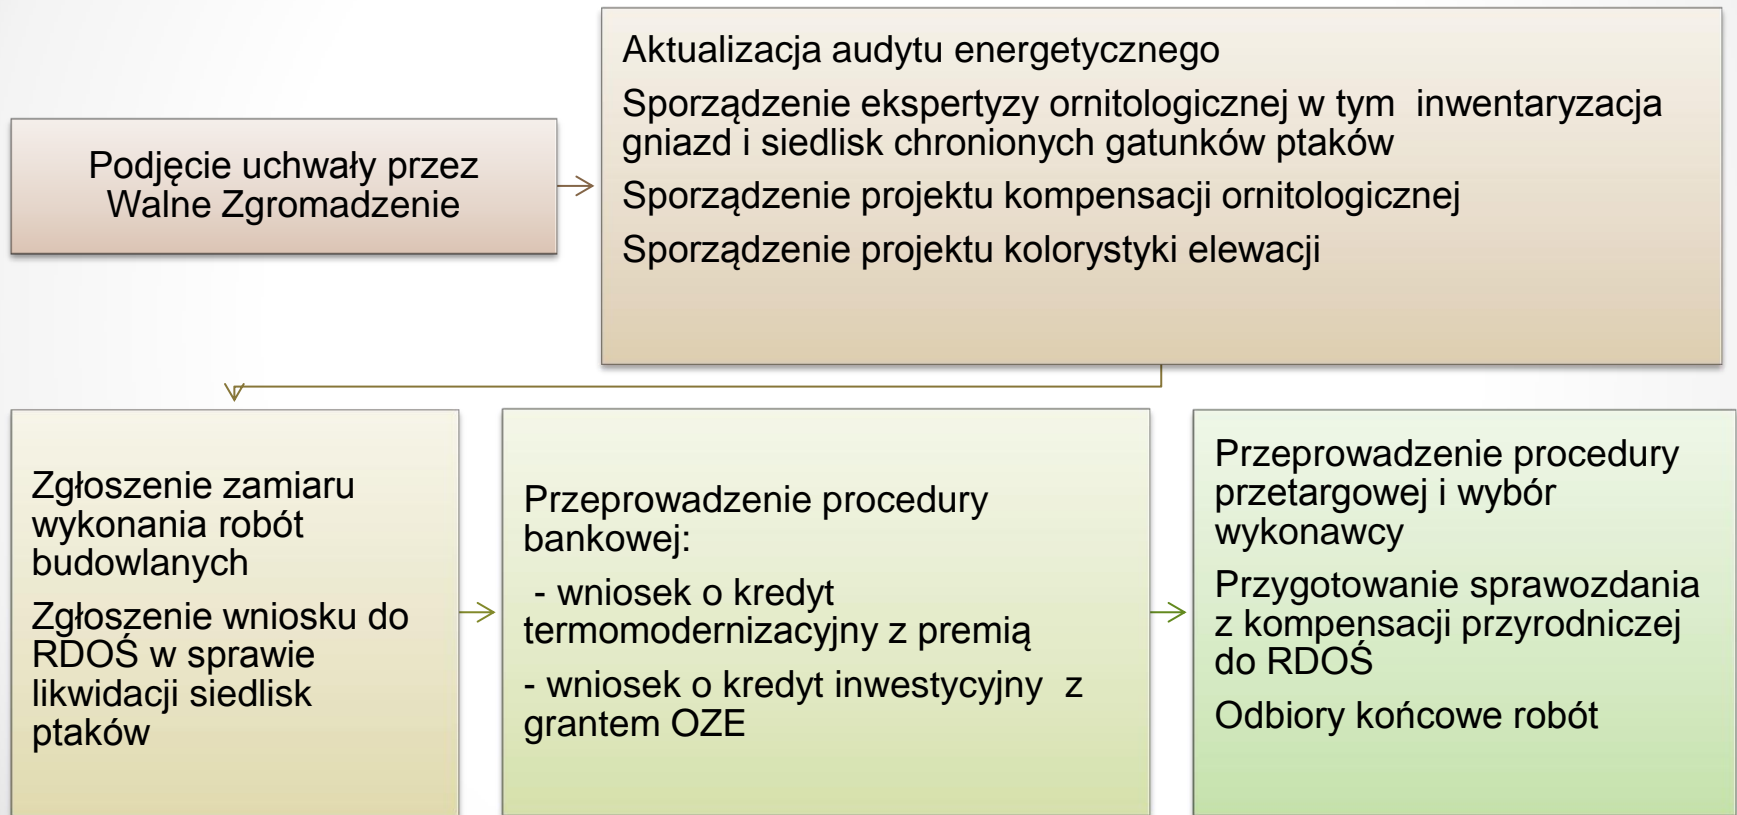 Podjęcie uchwały przez
Walne Zgromadzenie
Aktualizacja audytu energetycznego
Sporządzenie ekspertyzy ornitologicznej w tym  inwentaryzacja
gniazd i siedlisk chronionych gatunków ptaków
Sporządzenie projektu kompensacji ornitologicznej
Sporządzenie projektu kolorystyki elewacji
Zgłoszenie zamiaru
wykonania robót
budowlanych
Zgłoszenie wniosku do
RDOŚ w sprawie
likwidacji siedlisk
ptaków
Przeprowadzenie procedury
bankowej:
- wniosek o kredyt
termomodernizacyjny z premią
- wniosek o kredyt inwestycyjny  z
grantem OZE
Przeprowadzenie procedury
przetargowej i wybór
wykonawcy
Przygotowanie sprawozdania
z kompensacji przyrodniczej
do RDOŚ
Odbiory końcowe robót